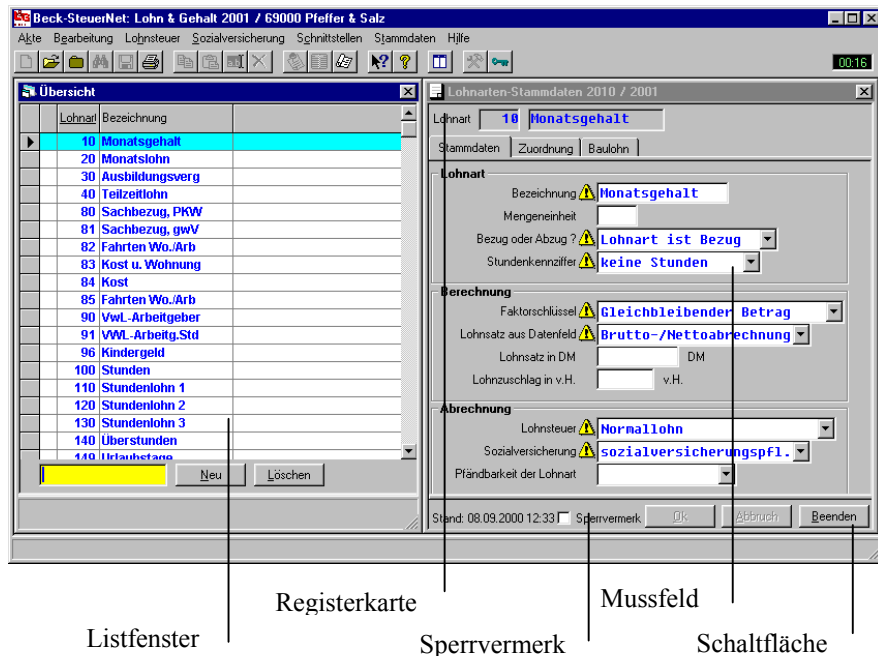 Beck-SteuerNet: Lohn & Gehalt 2001 / 69000 Pfeffer & Salz
Akte Bearbeitung Lohnsteuer Sozialversicherung Schnittstellen Stammdaten Hilfe
00:16
Übersicht
Lohnart Bezeichnung
10 Monatsgehalt
20 Monatslohn
30 Ausbildungsverg
40 Teilzeitlohn
80 Sachbezug, PKW
81 Sachbezug, gwV
82 Fahrten Wo./Arb
83 Kost u. Wohnung
84 Kost
85 Fahrten Wo./Arb
90 VwL-Arbeitgeber
91 VWL-Arbeitg.Std
96 Kindergeld
100 Stunden
110 Stundenlohn 1
120 Stundenlohn 2
130 Stundenlohn 3
140 Überstunden
149 Urlaubstage
Neu Löschen
Lohnarten-Stammdaten 2010 / 2001
Lohnart 10 Monatsgehalt
Stammdaten Zuordnung Baulohn
Lohnart
Bezeichnung Monatsgehalt
Mengeneinheit
Bezug oder Abzug ? Lohnart ist Bezug
Stundenkennziffer keine Stunden
Berechnung
Faktorschlüssel Gleichbleibender Betrag
Lohnsatz aus Datenfeld Brutto-/Nettoabrechnung
Lohnsatz in DM DM
Lohnzuschlag in v.H. v.H.
Abrechnung
Lohnsteuer Normallohn
Sozialversicherung sozialversicherungspfl.
Pfändbarkeit der Lohnart
Stand: 08.09.2000 12:33 Sperrvermerk Ok Abbruch Beenden
Registerkarte Mussfeld
Listfenster Sperrvermerk Schaltfläche